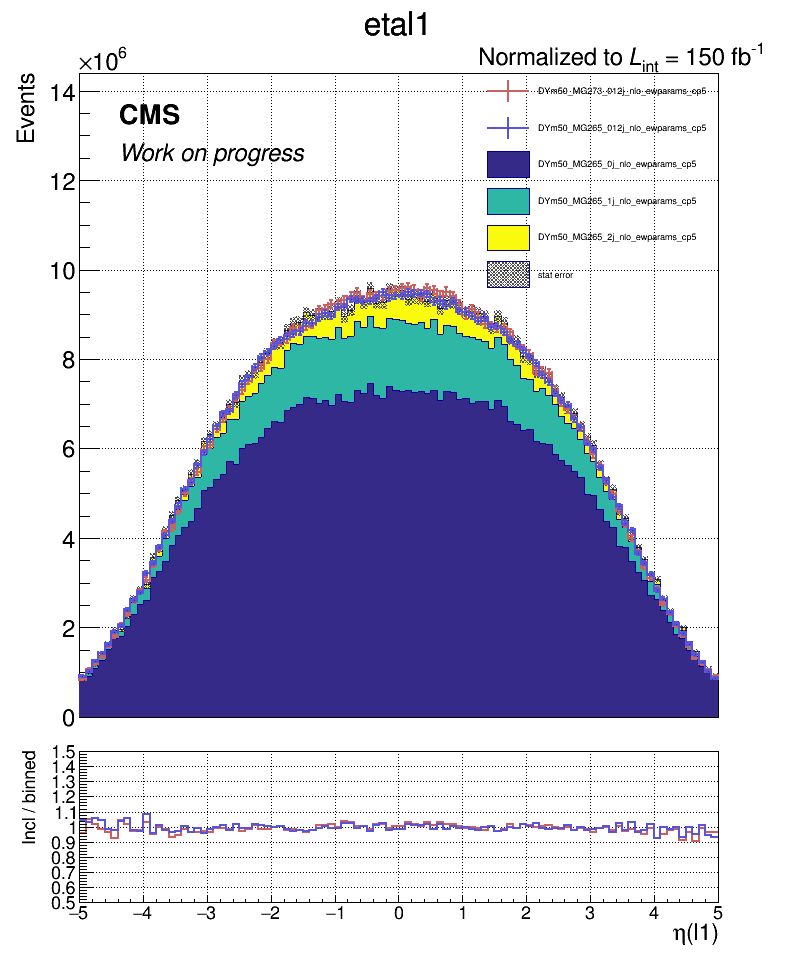 etal1
×10⁶
Normalized to L_int = 150 fb⁻¹
Events
14
12
10
8
6
4
2
0
CMS
Work on progress
DYm50_MG273_012j_nlo_ewparams_cp5
DYm50_MG265_012j_nlo_ewparams_cp5
DYm50_MG265_0j_nlo_ewparams_cp5
DYm50_MG265_1j_nlo_ewparams_cp5
DYm50_MG265_2j_nlo_ewparams_cp5
stat error
Incl / binned
1.5
1.4
1.3
1.2
1.1
1
0.9
0.8
0.7
0.6
0.5
−5 −4 −3 −2 −1 0 1 2 3 4 5
η(l1)